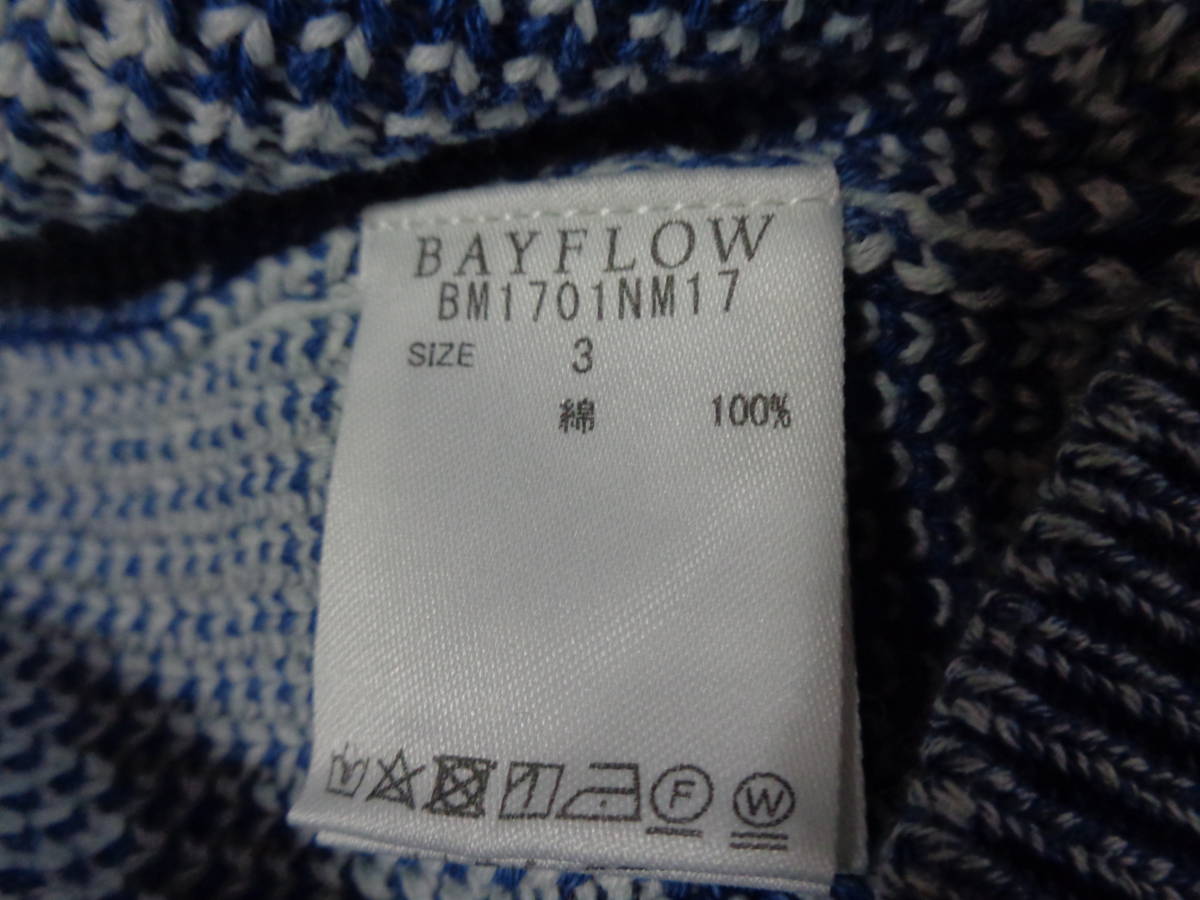 BAYFLOW
BM1701NM17
SIZE 3
綿 100%
F W